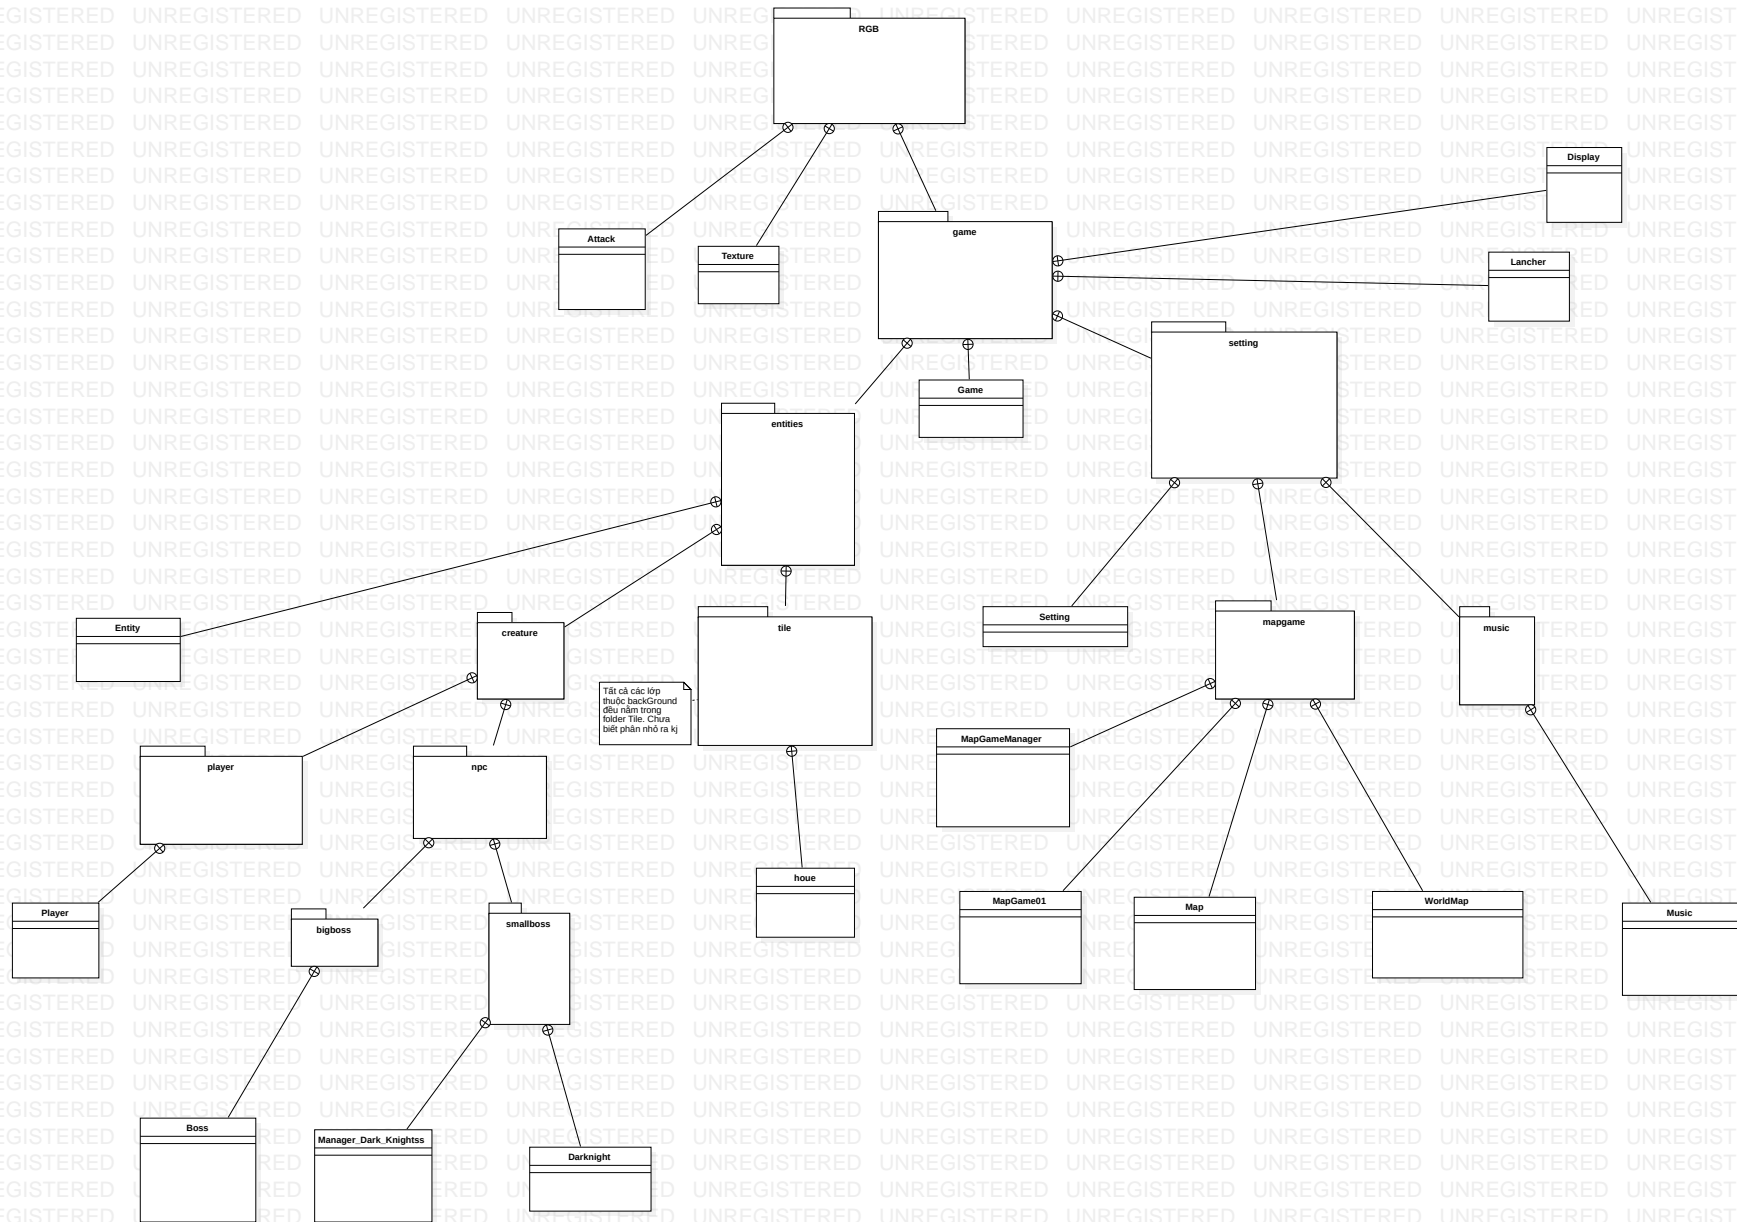 RGB
Display
Attack
game
Texture
Lancher
setting
Game
entities
Setting
mapgame
Entity
creature
tile
music
Tất cả các lớp
thuộc backGround
đều nằm trong
folder Tile. Chưa
biết phân nhỏ ra kj
MapGameManager
player
npc
houe
MapGame01
Map
WorldMap
Music
Player
bigboss
smallboss
Boss
Manager_Dark_Knightss
Darknight
UNREGISTERED